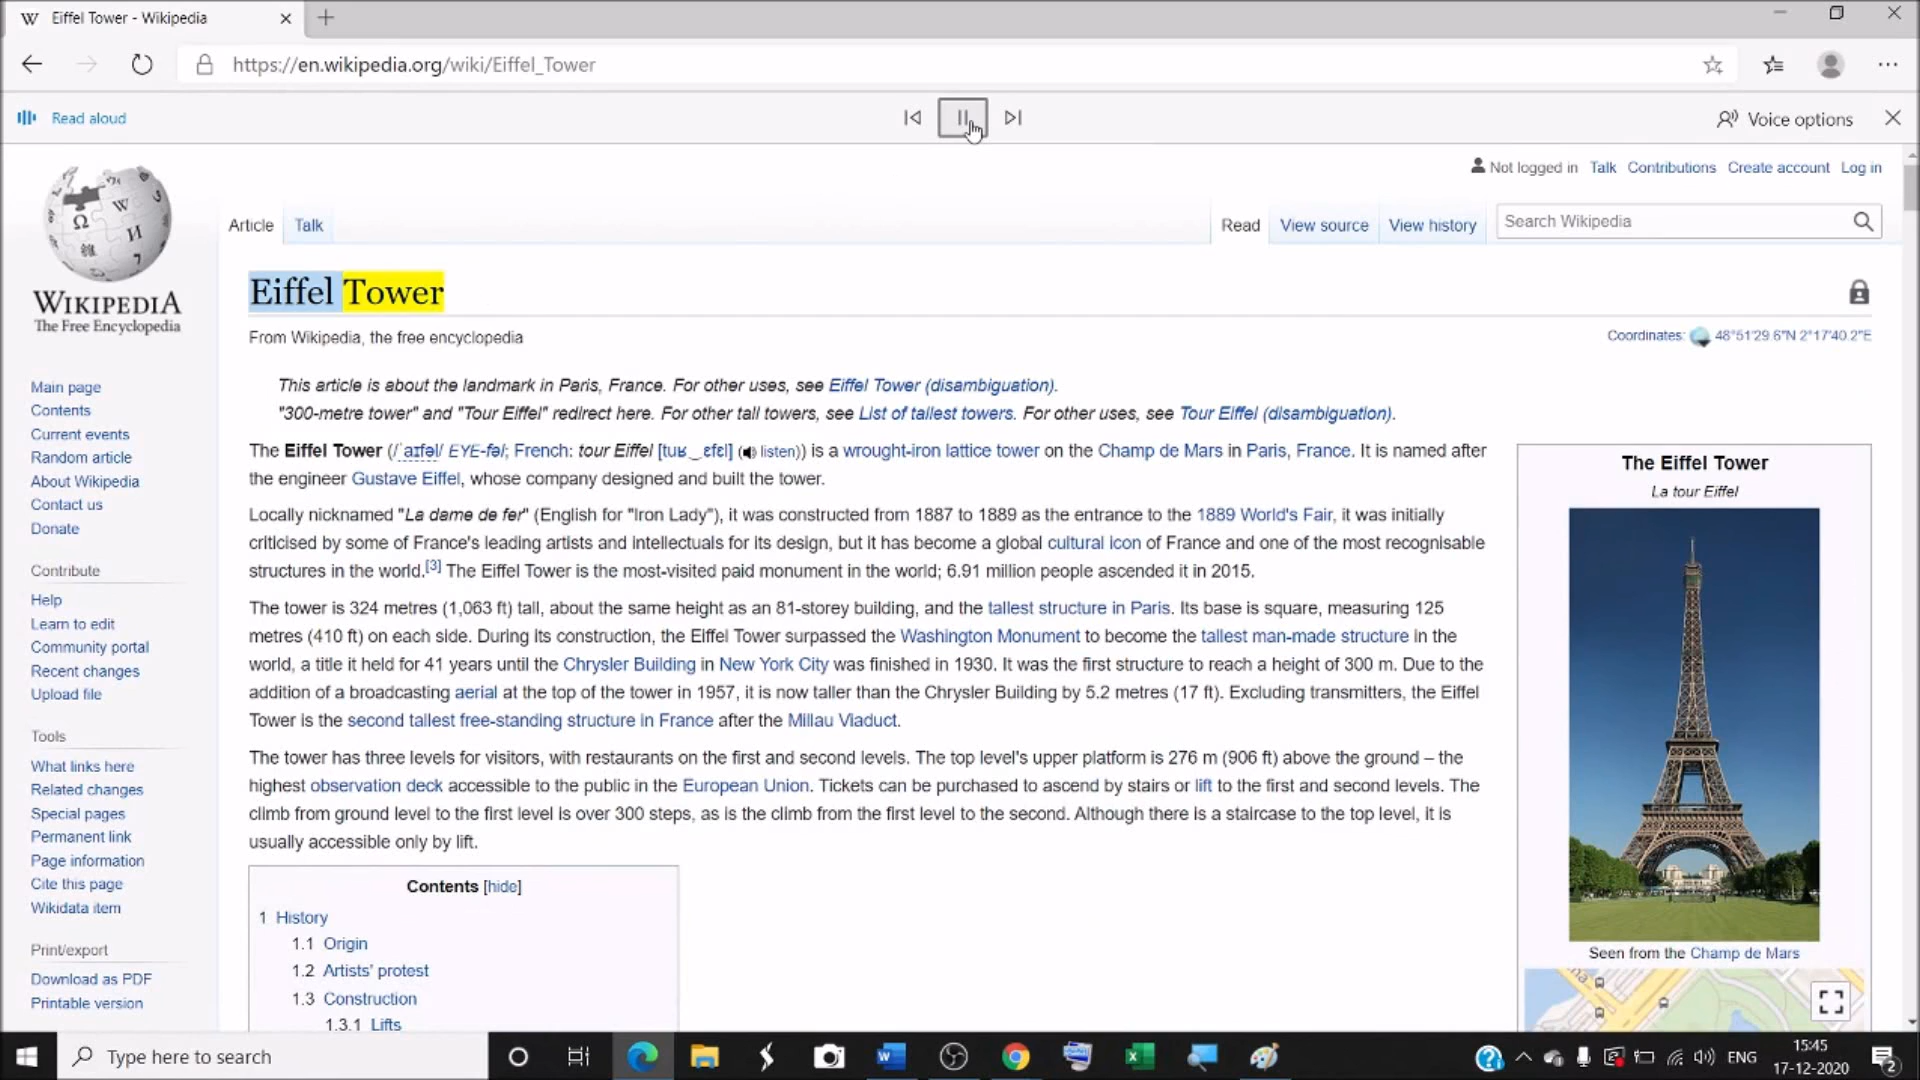 Eiffel Tower - Wikipedia
https://en.wikipedia.org/wiki/Eiffel_Tower
Read aloud
Voice options
Not logged in Talk Contributions Create account Log in
Article Talk
Read View source View history
Search Wikipedia
WIKIPEDIA
The Free Encyclopedia
Main page
Contents
Current events
Random article
About Wikipedia
Contact us
Donate
Contribute
Help
Learn to edit
Community portal
Recent changes
Upload file
Tools
What links here
Related changes
Special pages
Permanent link
Page information
Cite this page
Wikidata item
Print/export
Download as PDF
Printable version
Eiffel Tower
From Wikipedia, the free encyclopedia
Coordinates: 48°51′29.6″N 2°17′40.2″E
This article is about the landmark in Paris, France. For other uses, see Eiffel Tower (disambiguation).
"300-metre tower" and "Tour Eiffel" redirect here. For other tall towers, see List of tallest towers. For other uses, see Tour Eiffel (disambiguation).
The Eiffel Tower (/ˈaɪfəl/ EYE-fəl; French: tour Eiffel [tuʁ‿ɛfɛl] (listen)) is a wrought-iron lattice tower on the Champ de Mars in Paris, France. It is named after
the engineer Gustave Eiffel, whose company designed and built the tower.
Locally nicknamed "La dame de fer" (English for "Iron Lady"), it was constructed from 1887 to 1889 as the entrance to the 1889 World's Fair, it was initially
criticised by some of France's leading artists and intellectuals for its design, but it has become a global cultural icon of France and one of the most recognisable
structures in the world.[3] The Eiffel Tower is the most-visited paid monument in the world; 6.91 million people ascended it in 2015.
The tower is 324 metres (1,063 ft) tall, about the same height as an 81-storey building, and the tallest structure in Paris. Its base is square, measuring 125
metres (410 ft) on each side. During its construction, the Eiffel Tower surpassed the Washington Monument to become the tallest man-made structure in the
world, a title it held for 41 years until the Chrysler Building in New York City was finished in 1930. It was the first structure to reach a height of 300 m. Due to the
addition of a broadcasting aerial at the top of the tower in 1957, it is now taller than the Chrysler Building by 5.2 metres (17 ft). Excluding transmitters, the Eiffel
Tower is the second tallest free-standing structure in France after the Millau Viaduct.
The tower has three levels for visitors, with restaurants on the first and second levels. The top level's upper platform is 276 m (906 ft) above the ground – the
highest observation deck accessible to the public in the European Union. Tickets can be purchased to ascend by stairs or lift to the first and second levels. The
climb from ground level to the first level is over 300 steps, as is the climb from the first level to the second. Although there is a staircase to the top level, it is
usually accessible only by lift.
Contents [hide]
1 History
1.1 Origin
1.2 Artists' protest
1.3 Construction
1.3.1 Lifts
The Eiffel Tower
La tour Eiffel
Seen from the Champ de Mars
Type here to search
ENG
15:45
17-12-2020
2